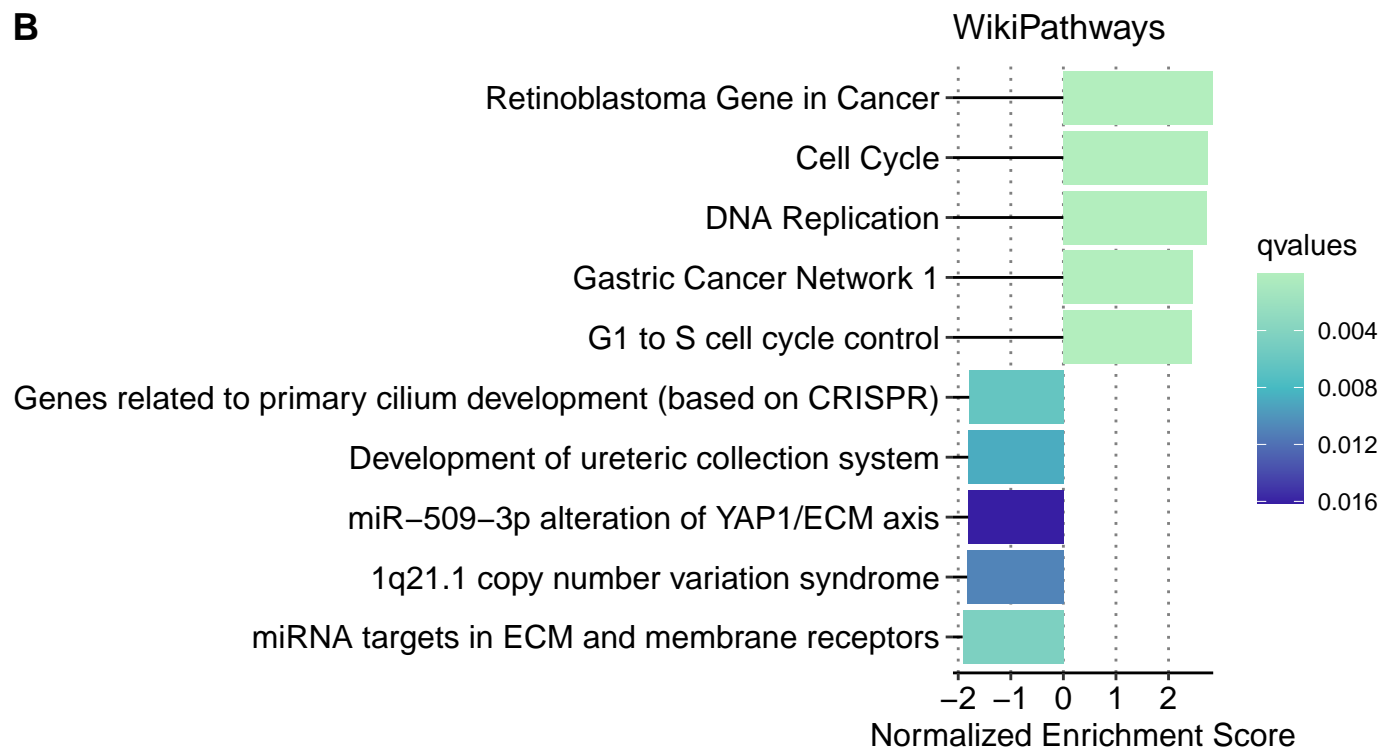 B
WikiPathways
Retinoblastoma Gene in Cancer
Cell Cycle
DNA Replication
Gastric Cancer Network 1
G1 to S cell cycle control
Genes related to primary cilium development (based on CRISPR)
Development of ureteric collection system
miR−509−3p alteration of YAP1/ECM axis
1q21.1 copy number variation syndrome
miRNA targets in ECM and membrane receptors
−2 −1 0 1 2
Normalized Enrichment Score
qvalues
0.004
0.008
0.012
0.016